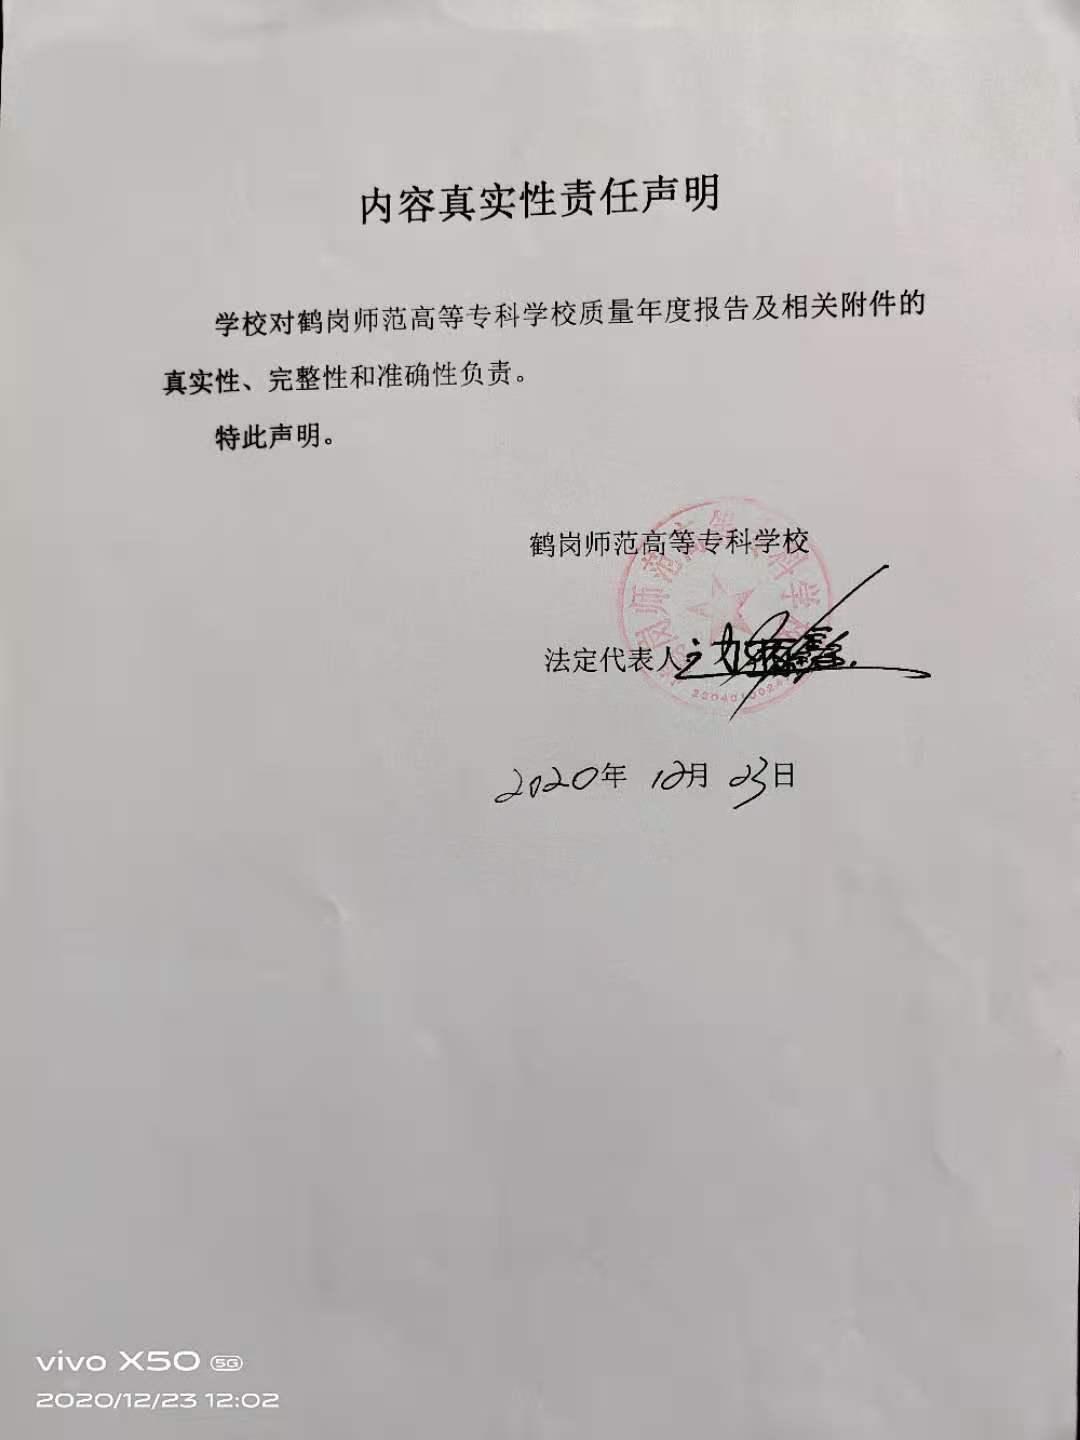 内容真实性责任声明
学校对鹤岗师范高等专科学校质量年度报告及相关附件的
真实性、完整性和准确性负责。
特此声明。
鹤岗师范高等专科学校
法定代表人
2020年 12月 23日
vivo X50 5G
2020/12/23 12:02